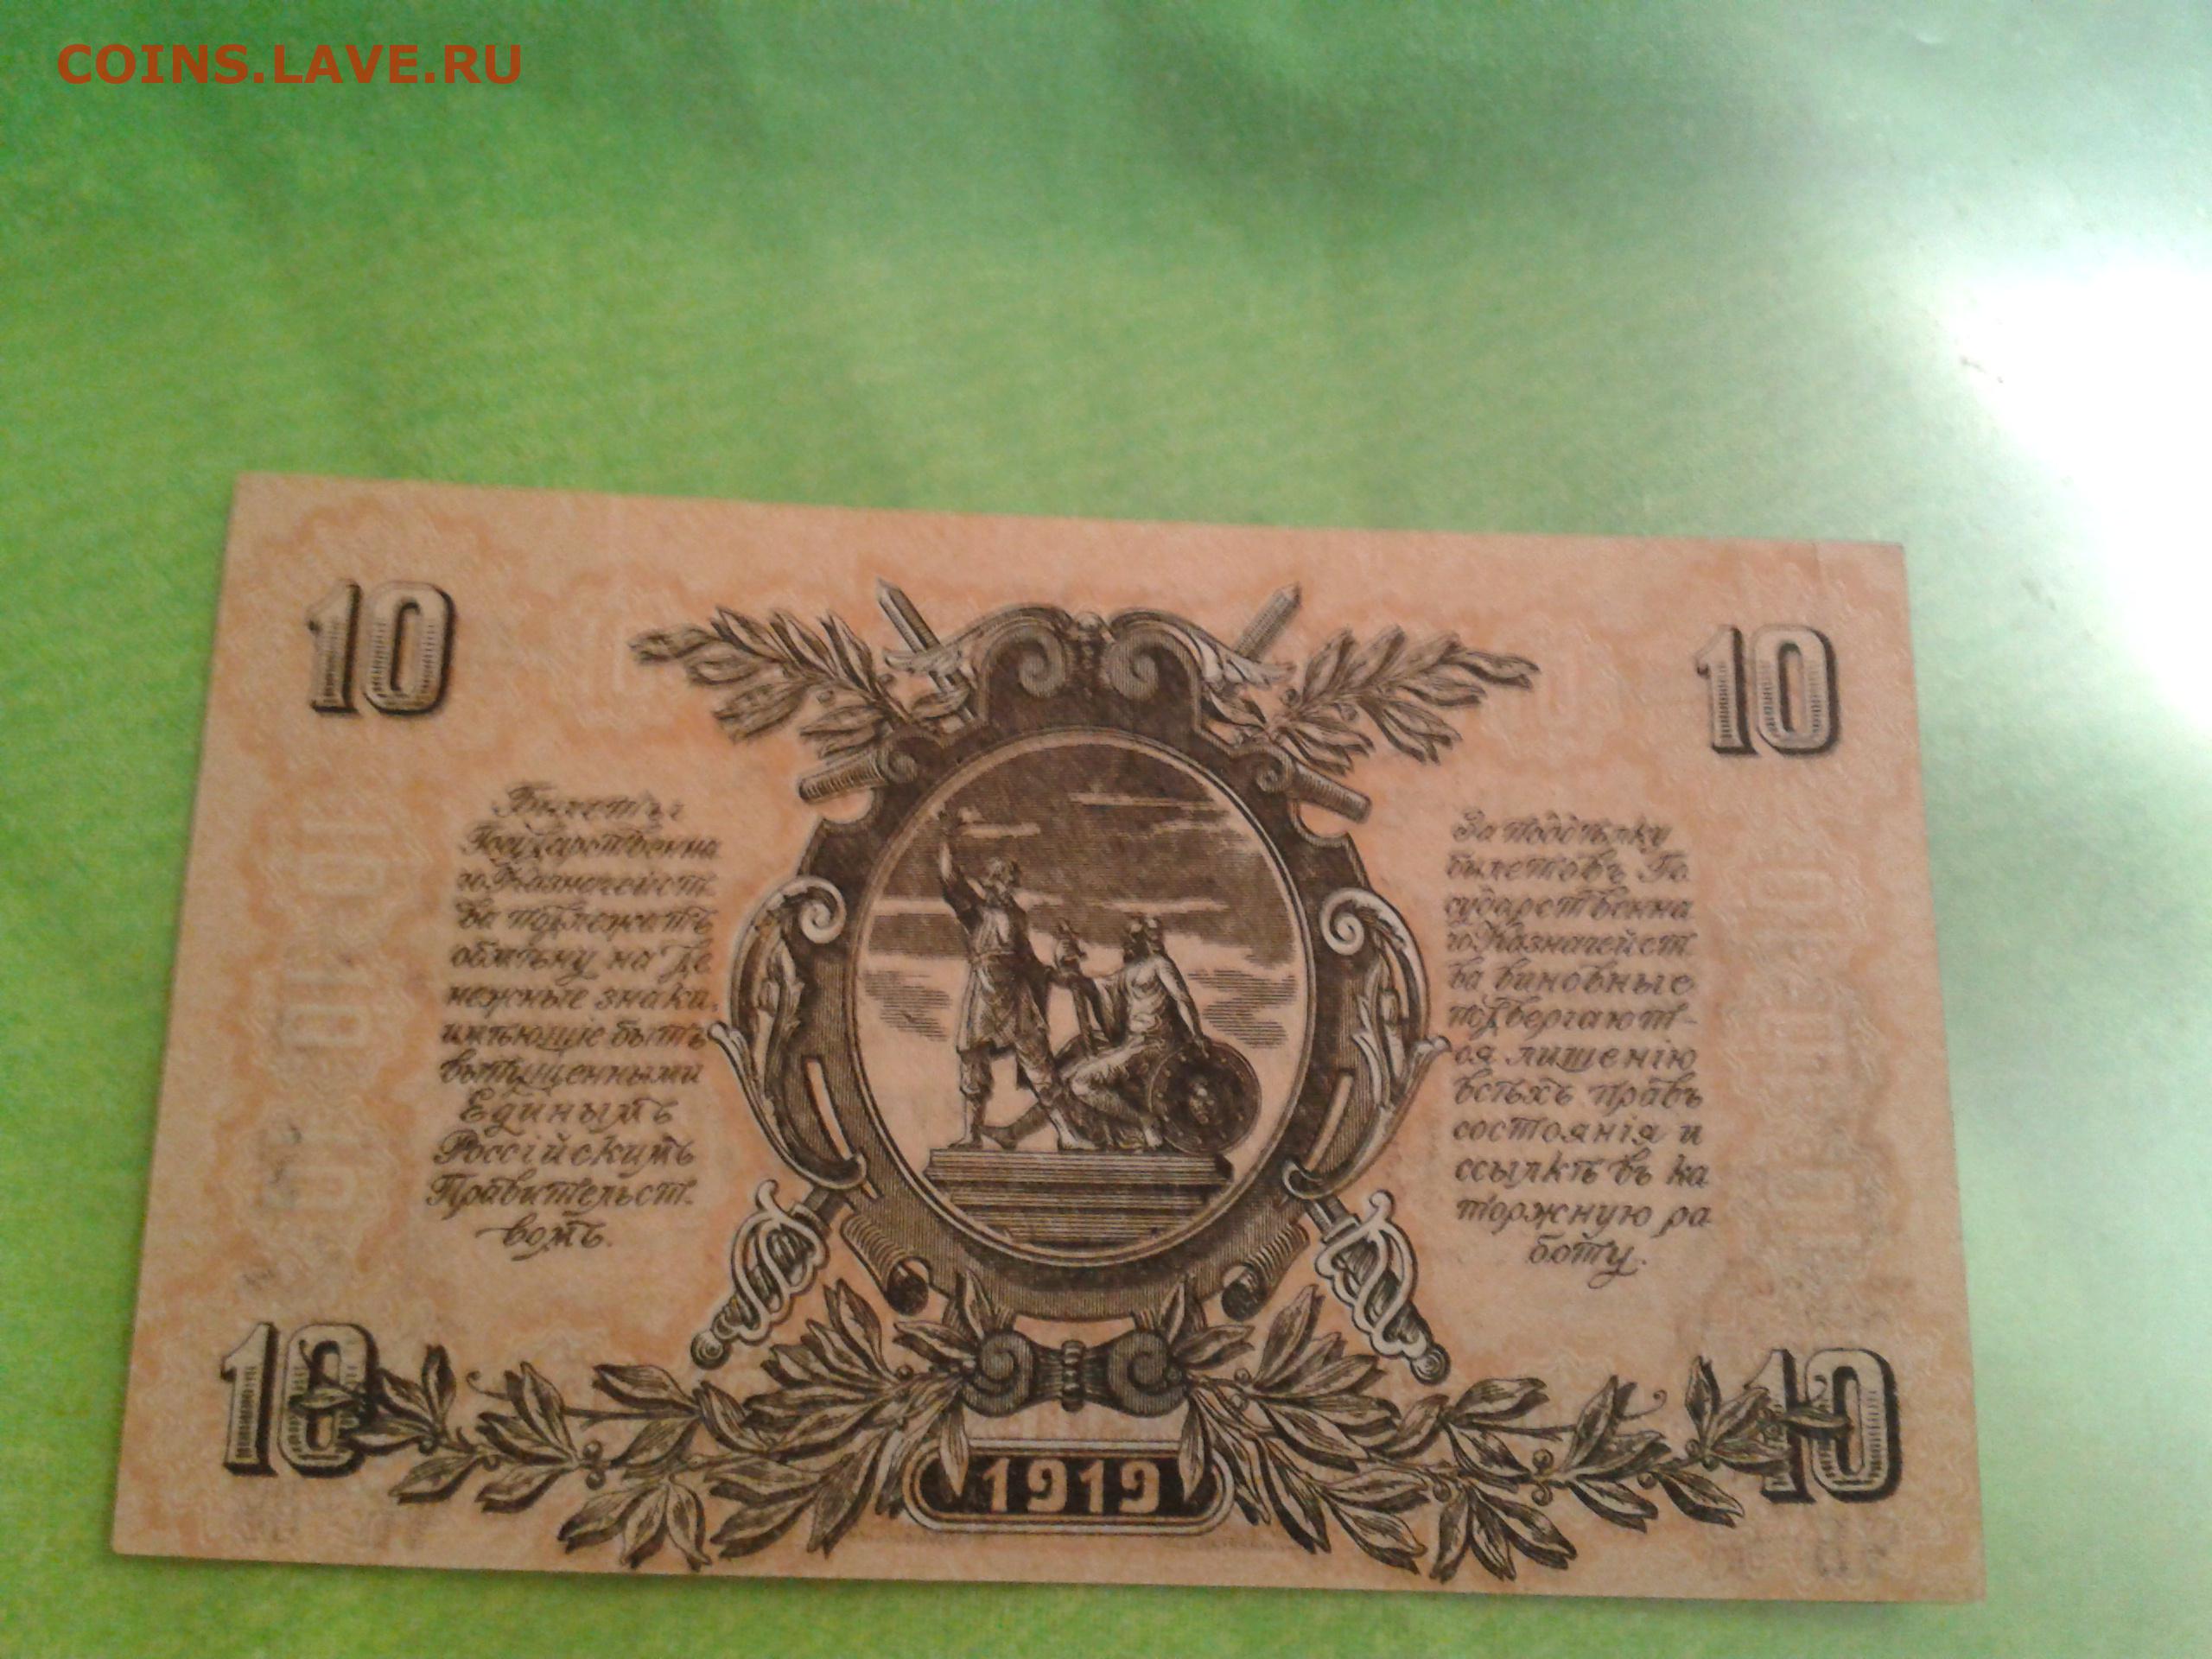 COINS.LAVE.RU
10
10
Билеты
Государственна
го Казначейст
ва подлежатъ
обмѣну на Де
нежные знаки,
имѣющіе быть
выпущенными
Единымъ
Россійскимъ
Правительст
вомъ.
За поддѣлку
билетовъ Го
сударственна
го Казначейст
ва виновные
подвергают-
ся лишенію
всѣхъ правъ
состоянія и
ссылкѣ въ ка
торжную ра
боту.
10
10
1919